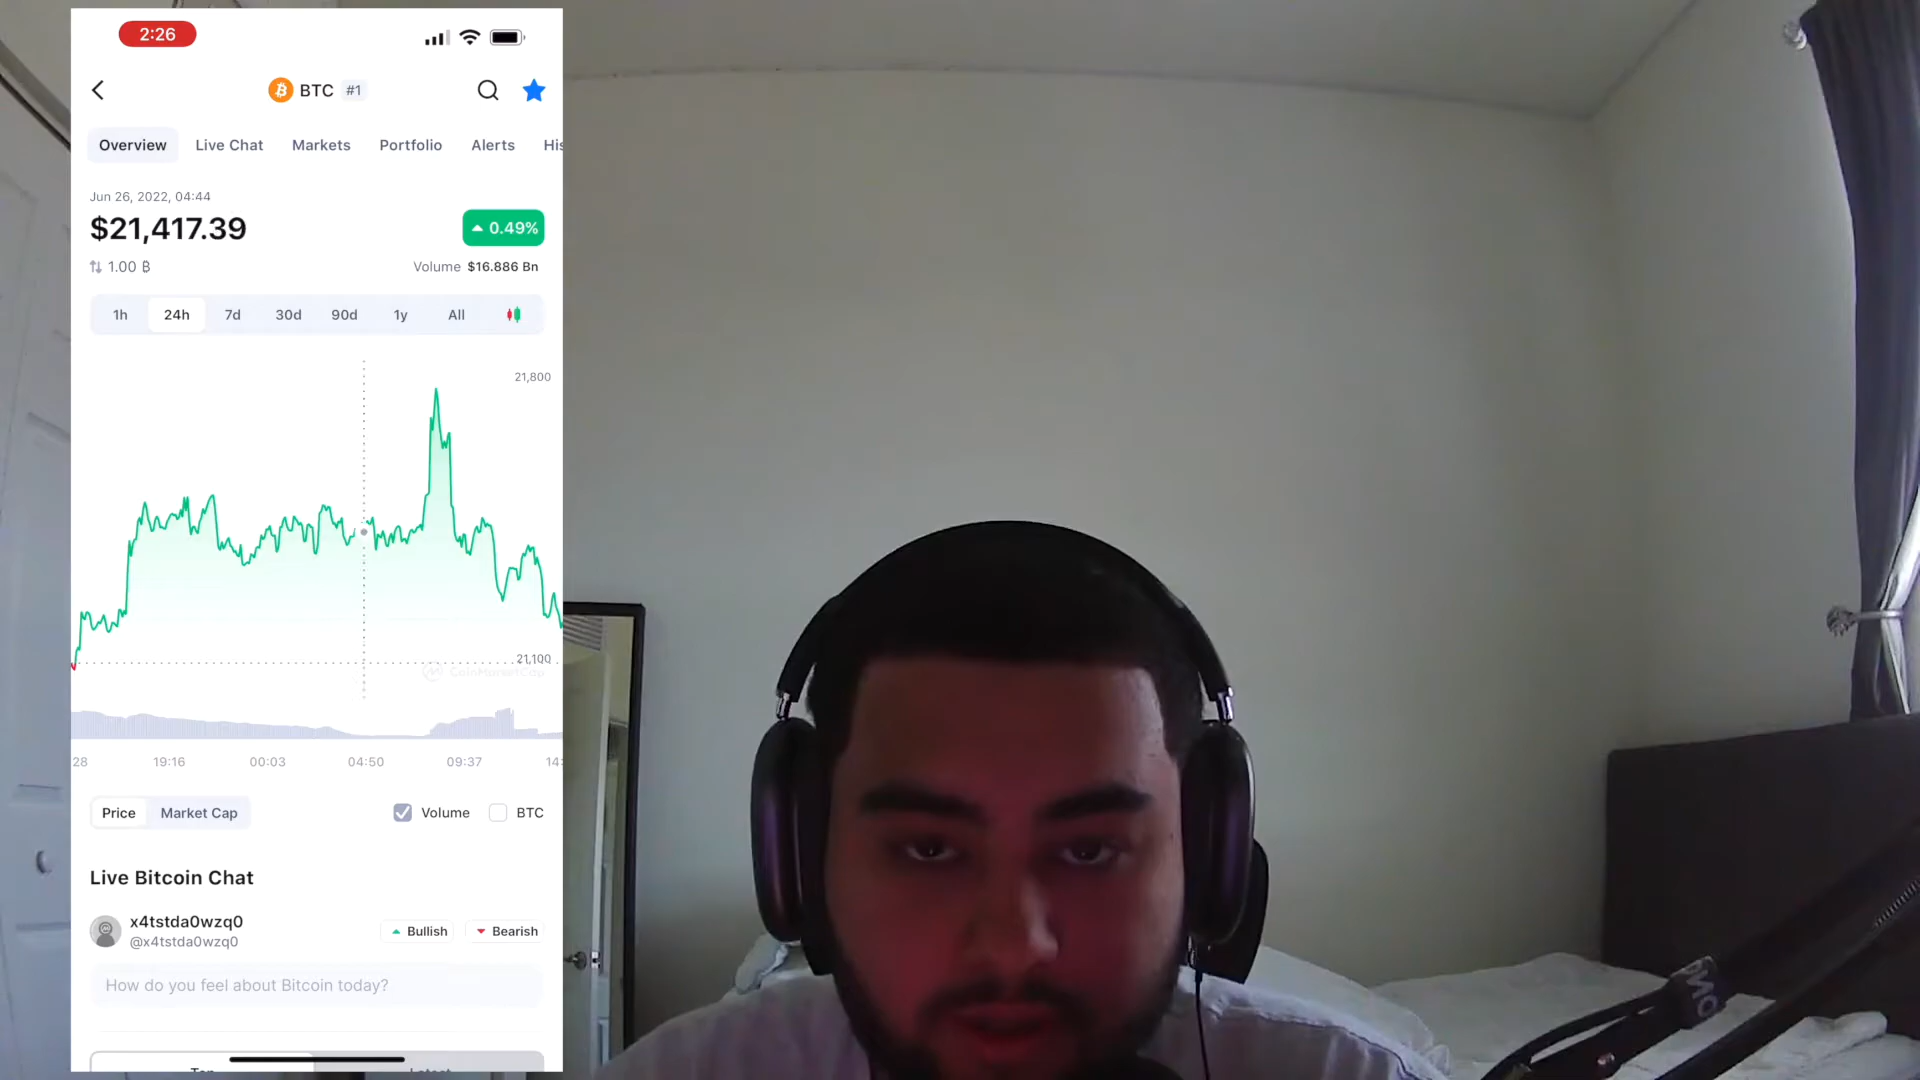 2:26
BTC #1
Overview Live Chat Markets Portfolio Alerts His
Jun 26, 2022, 04:44
$21,417.39
0.49%
1.00 ₿
Volume $16.886 Bn
1h 24h 7d 30d 90d 1y All
21,800
21,100
CoinMarketCap
28 19:16 00:03 04:50 09:37 14:
Price Market Cap
Volume BTC
Live Bitcoin Chat
x4tstda0wzq0
@x4tstda0wzq0
Bullish Bearish
How do you feel about Bitcoin today?